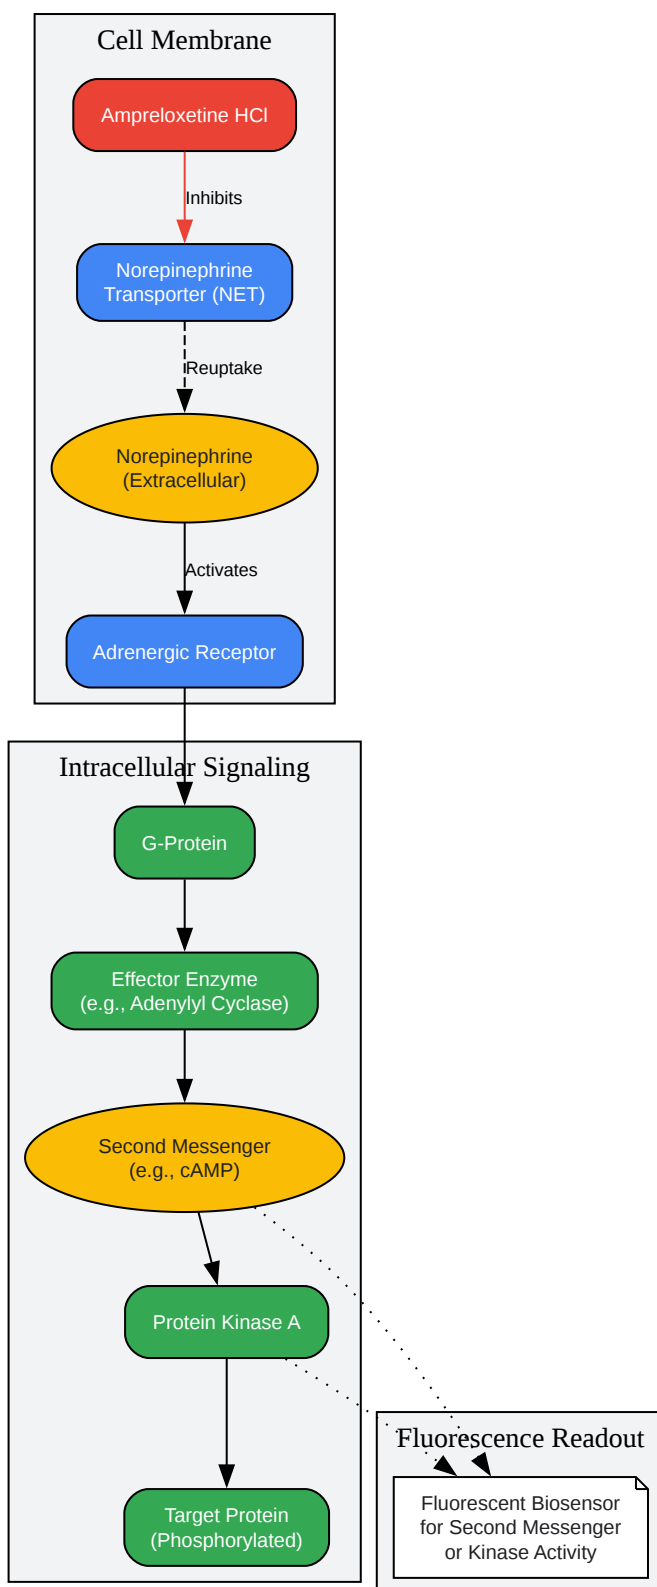 Cell Membrane
Ampreloxetine HCl
Inhibits
Norepinephrine
Transporter (NET)
Reuptake
Norepinephrine
(Extracellular)
Activates
Adrenergic Receptor
Intracellular Signaling
G-Protein
Effector Enzyme
(e.g., Adenylyl Cyclase)
Second Messenger
(e.g., cAMP)
Protein Kinase A
Target Protein
(Phosphorylated)
Fluorescence Readout
Fluorescent Biosensor
for Second Messenger
or Kinase Activity